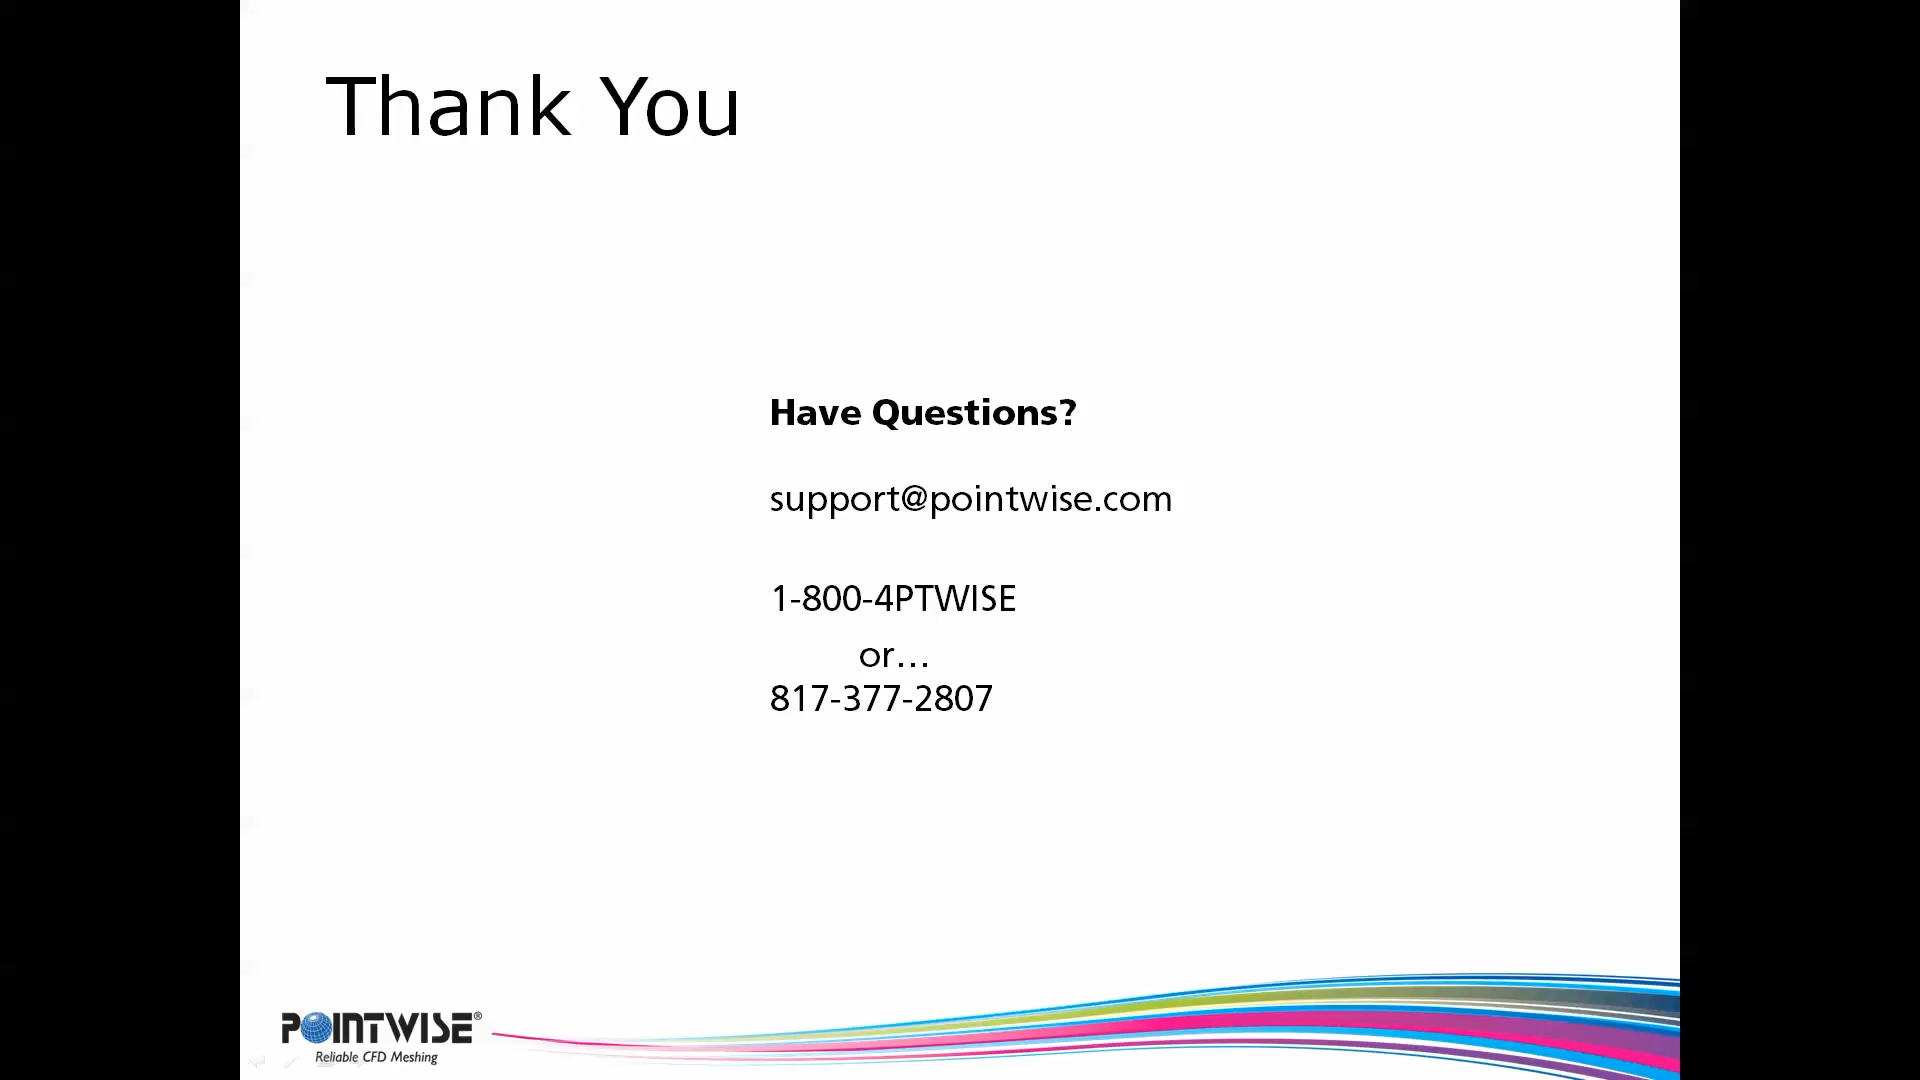 Thank You
Have Questions?
support@pointwise.com
1-800-4PTWISE
or...
817-377-2807
POINTWISE®
Reliable CFD Meshing